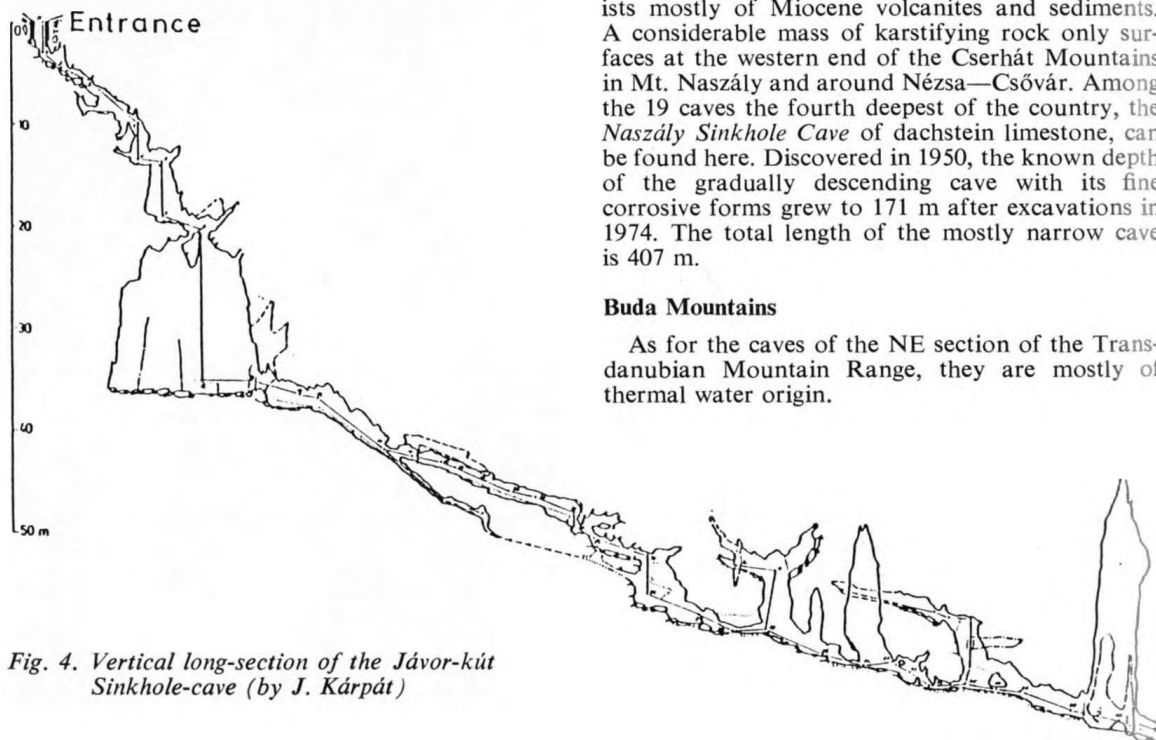 Entrance
0
10
20
30
40
50 m
Fig. 4. Vertical long-section of the Jávor-kút
Sinkhole-cave (by J. Kárpát)
ists mostly of Miocene volcanites and sediments.
A considerable mass of karstifying rock only sur-
faces at the western end of the Cserhát Mountains
in Mt. Naszály and around Nézsa—Csővár. Among
the 19 caves the fourth deepest of the country, the
Naszály Sinkhole Cave of dachstein limestone, can
be found here. Discovered in 1950, the known depth
of the gradually descending cave with its fine
corrosive forms grew to 171 m after excavations in
1974. The total length of the mostly narrow cave
is 407 m.
Buda Mountains
As for the caves of the NE section of the Trans-
danubian Mountain Range, they are mostly of
thermal water origin.